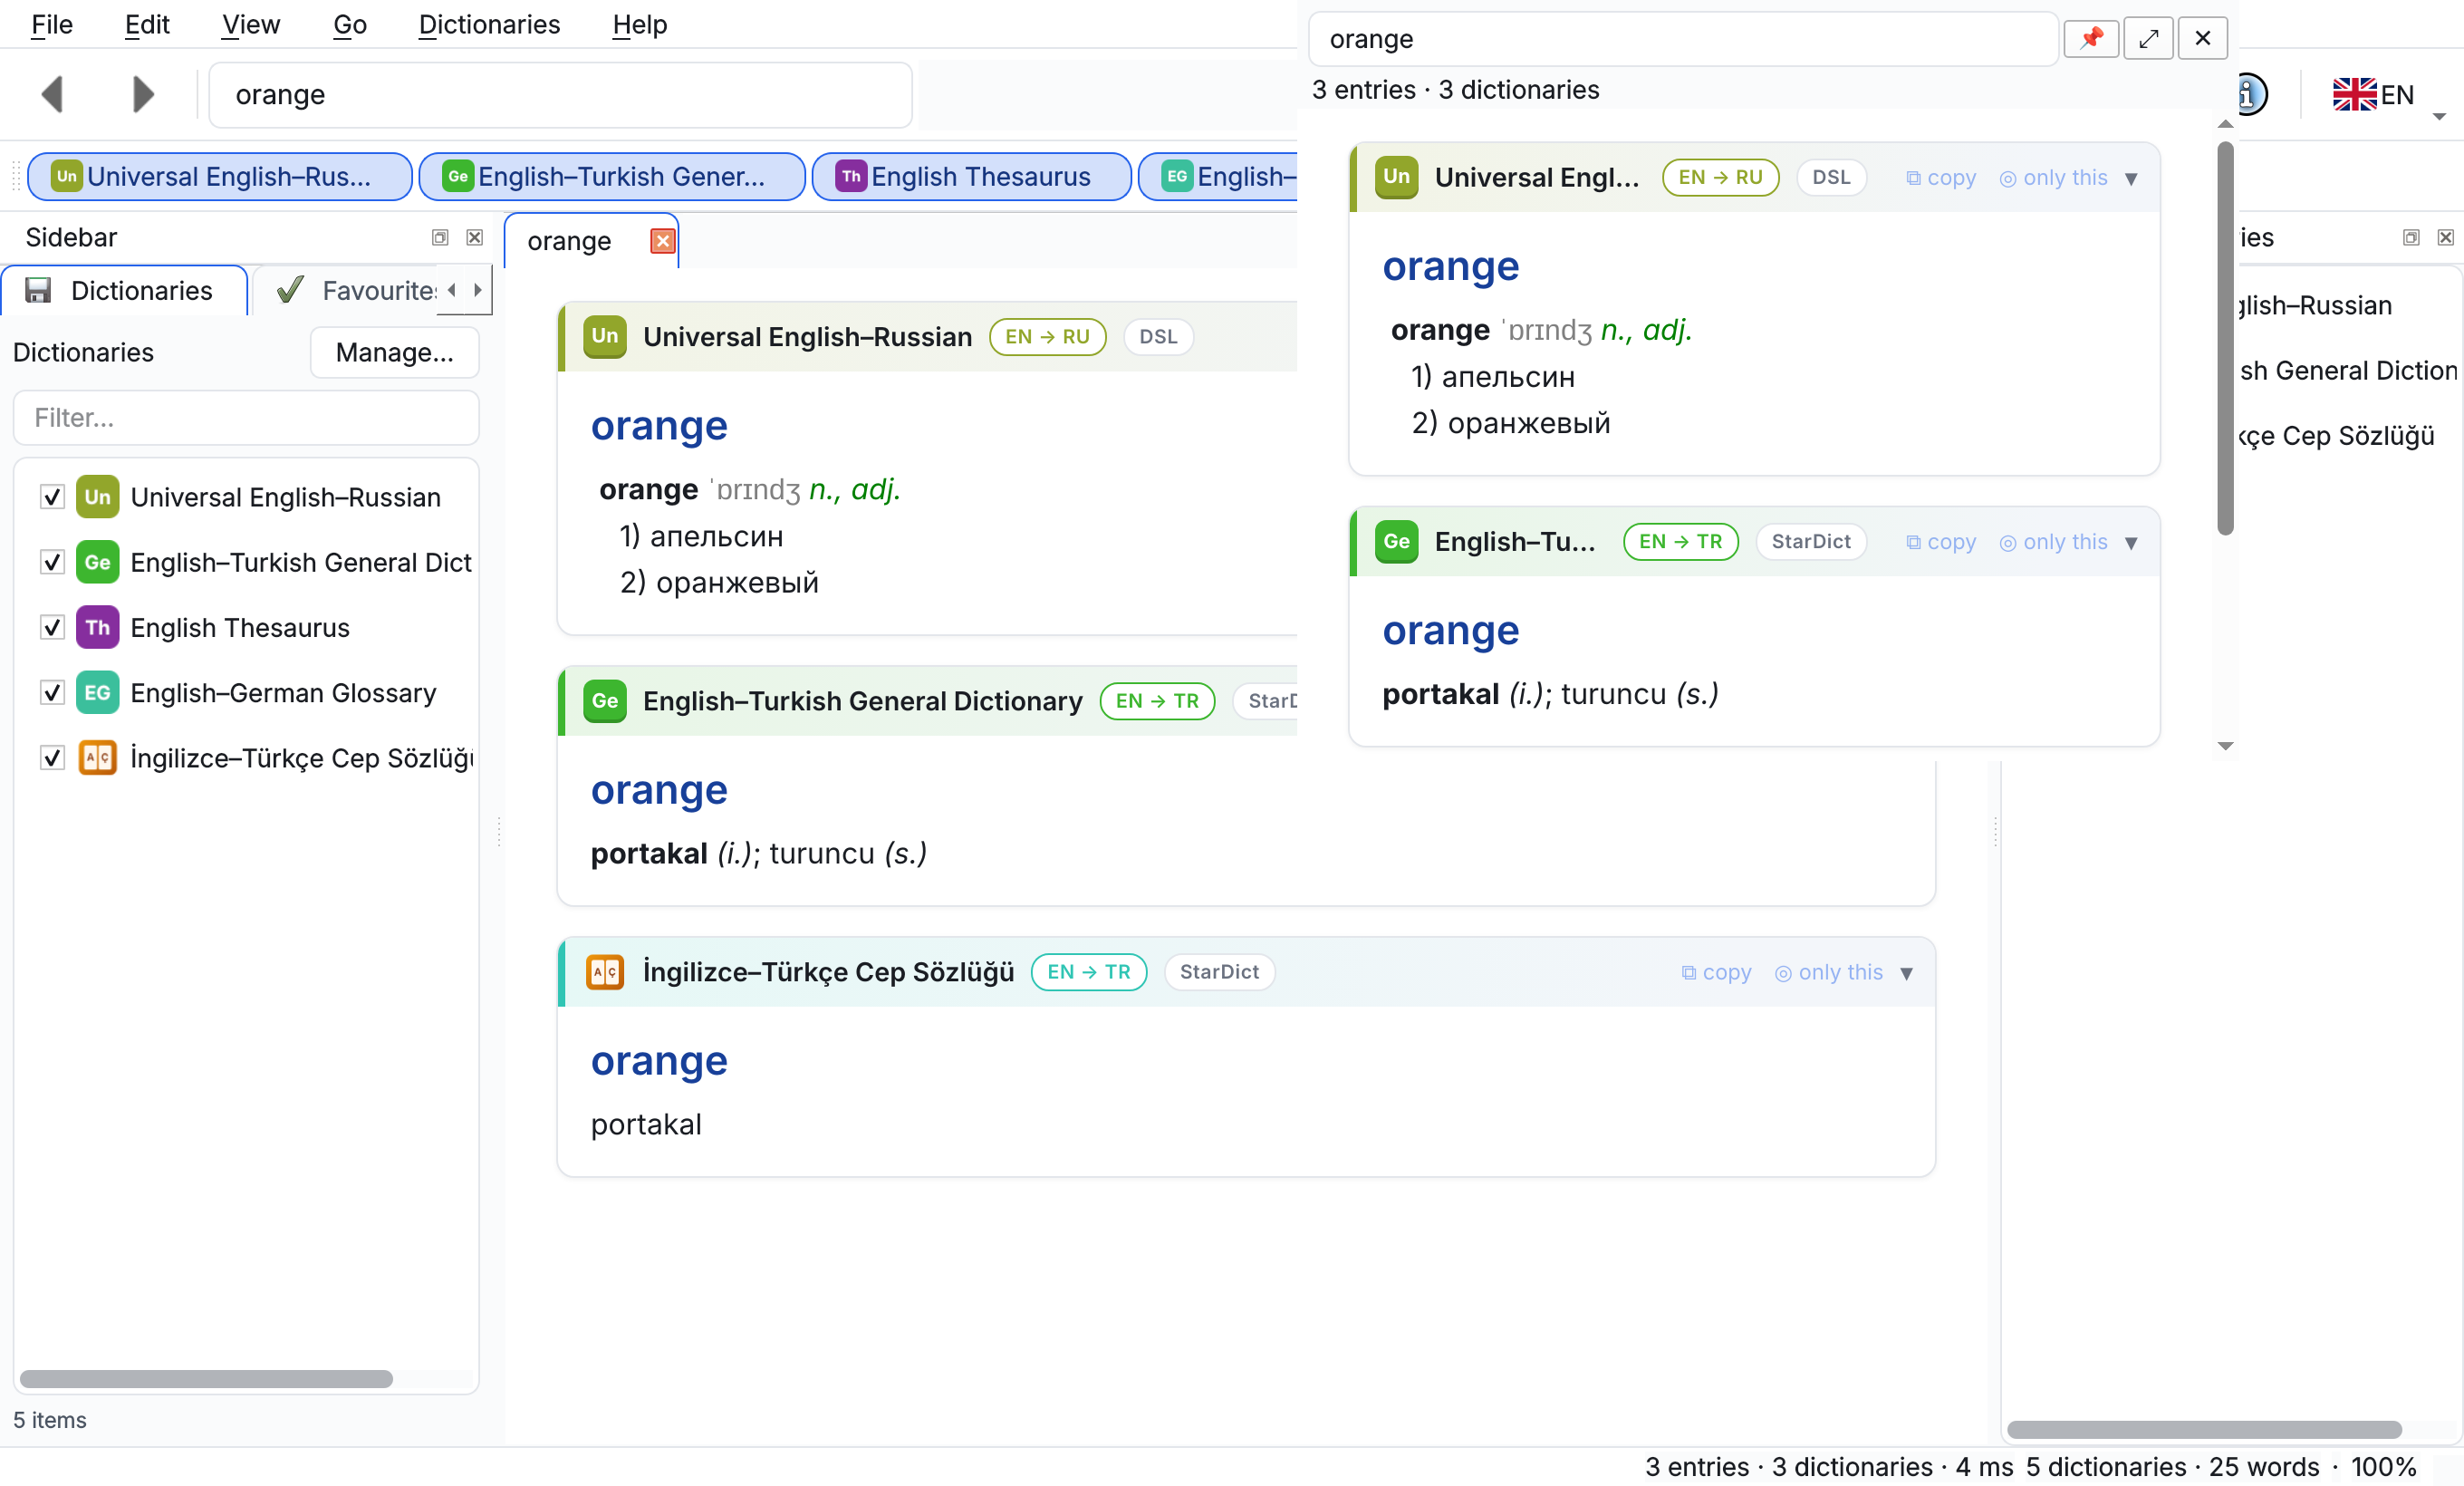 File Edit View Go Dictionaries Help
orange
EN
Un Universal English–Rus...
Ge English–Turkish Gener...
Th English Thesaurus
EG English–
Sidebar
Dictionaries
Favourites
Dictionaries
Manage...
Filter...
Un Universal English–Russian
Ge English–Turkish General Dict
Th English Thesaurus
EG English–German Glossary
İngilizce–Türkçe Cep Sözlüğü
5 items
orange
Un Universal English–Russian EN → RU DSL
orange
orange ˈɒrɪndʒ n., adj.
1) апельсин
2) оранжевый
Ge English–Turkish General Dictionary EN → TR StarD
orange
portakal (i.); turuncu (s.)
A Ç İngilizce–Türkçe Cep Sözlüğü EN → TR StarDict copy only this
orange
portakal
orange
3 entries · 3 dictionaries
Un Universal Engl... EN → RU DSL copy only this
orange
orange ˈɒrɪndʒ n., adj.
1) апельсин
2) оранжевый
Ge English–Tu... EN → TR StarDict copy only this
orange
portakal (i.); turuncu (s.)
ies
glish–Russian
sh General Diction
kçe Cep Sözlüğü
3 entries · 3 dictionaries · 4 ms 5 dictionaries · 25 words · 100%